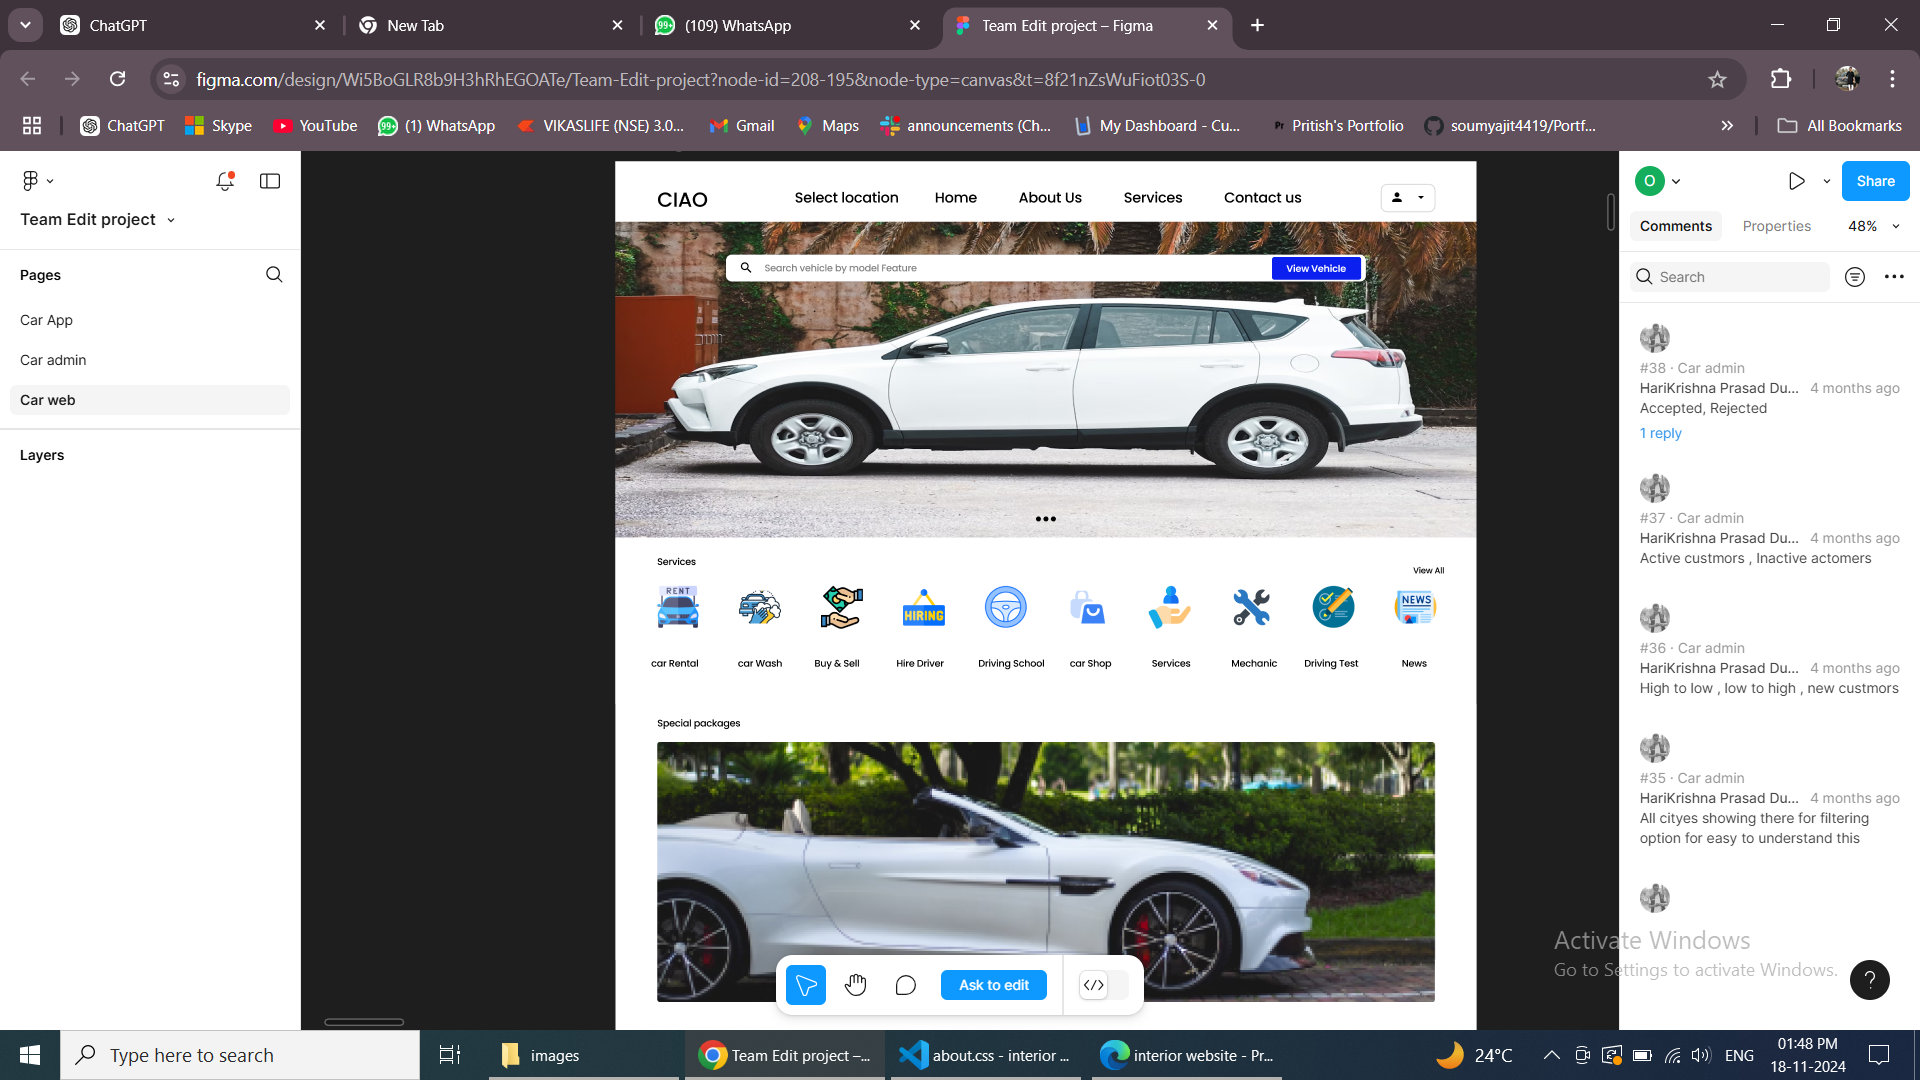 ChatGPT
New Tab
(109) WhatsApp
Team Edit project – Figma
figma.com/design/Wi5BoGLR8b9H3hRhEGOATe/Team-Edit-project?node-id=208-195&node-type=canvas&t=8f21nZsWuFiot03S-0
ChatGPT
Skype
YouTube
(1) WhatsApp
VIKASLIFE (NSE) 3.0...
Gmail
Maps
announcements (Ch...
My Dashboard - Cu...
Pritish's Portfolio
soumyajit4419/Portf...
All Bookmarks
Team Edit project
Pages
Car App
Car admin
Car web
Layers
CIAO
Select location
Home
About Us
Services
Contact us
Search vehicle by model Feature
View Vehicle
Services
View All
RENT
HIRING
NEWS
car Rental
car Wash
Buy & Sell
Hire Driver
Driving School
car Shop
Services
Mechanic
Driving Test
News
Special packages
Ask to edit
O
Share
Comments
Properties
48%
Search
#38 · Car admin
HariKrishna Prasad Du... 4 months ago
Accepted, Rejected
1 reply
#37 · Car admin
HariKrishna Prasad Du... 4 months ago
Active custmors , Inactive actomers
#36 · Car admin
HariKrishna Prasad Du... 4 months ago
High to low , low to high , new custmors
#35 · Car admin
HariKrishna Prasad Du... 4 months ago
All cityes showing there for filtering
option for easy to understand this
Activate Windows
Go to Settings to activate Windows.
?
Type here to search
images
Team Edit project –...
about.css - interior ...
interior website - Pr...
24°C
ENG
01:48 PM
18-11-2024